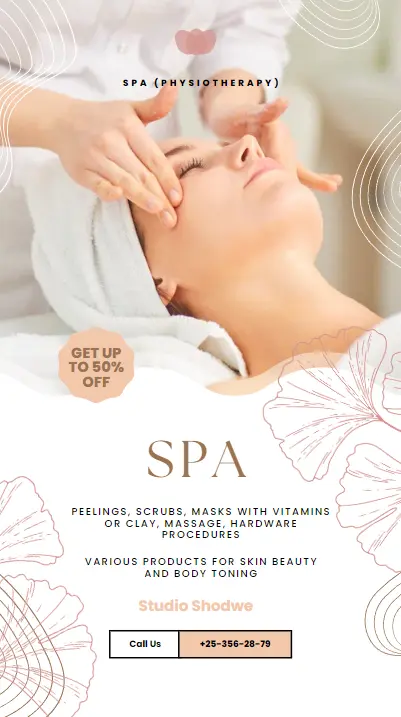 SPA (PHYSIOTHERAPY)
GET UP
TO 50%
OFF
SPA
PEELINGS, SCRUBS, MASKS WITH VITAMINS
OR CLAY, MASSAGE, HARDWARE
PROCEDURES
VARIOUS PRODUCTS FOR SKIN BEAUTY
AND BODY TONING
Studio Shodwe
Call Us
+25-356-28-79